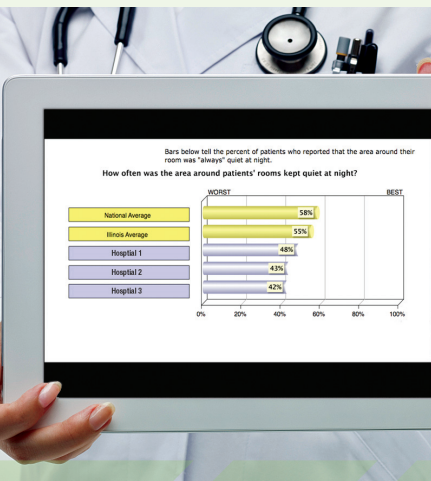 Bars below tell the percent of patients who reported that the area around their
room was "always" quiet at night.
How often was the area around patients' rooms kept quiet at night?
WORST BEST
National Average 58%
Illinois Average 55%
Hosptial 1 48%
Hosptial 2 43%
Hosptial 3 42%
0% 20% 40% 60% 80% 100%